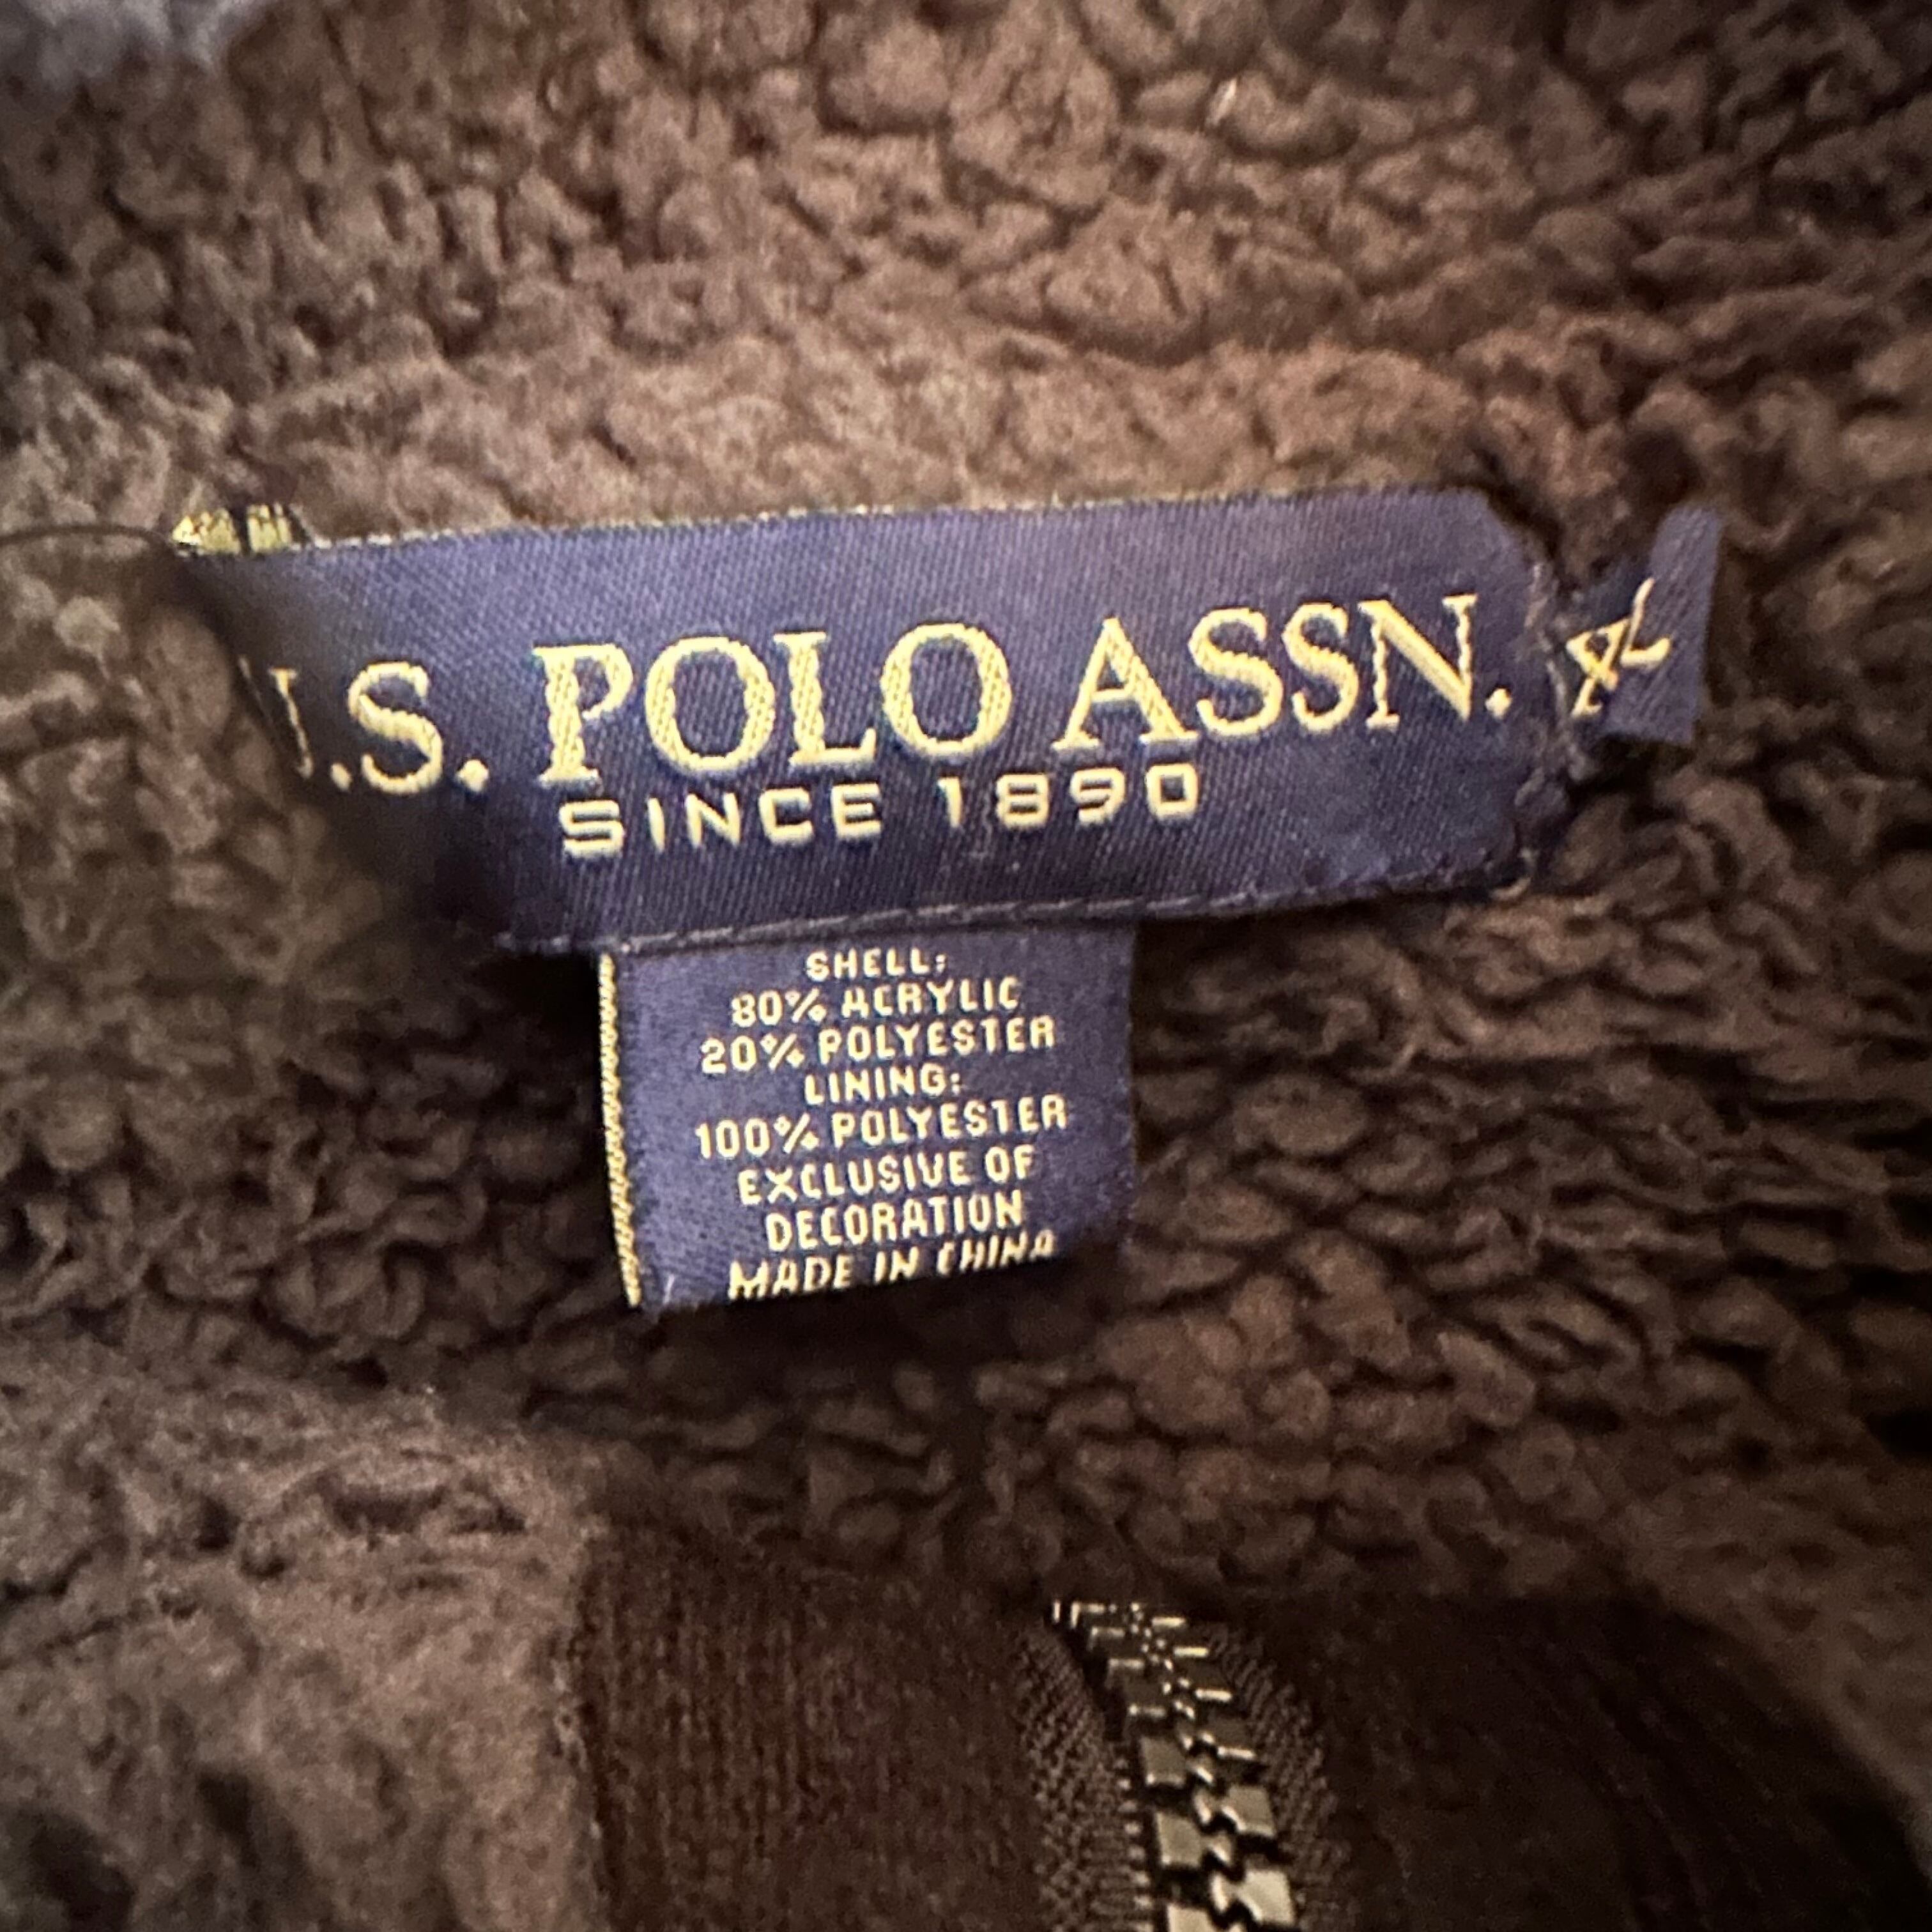 U.S. POLO ASSN.
SINCE 1890
XL
SHELL:
80% ACRYLIC
20% POLYESTER
LINING:
100% POLYESTER
EXCLUSIVE OF
DECORATION
MADE IN CHINA